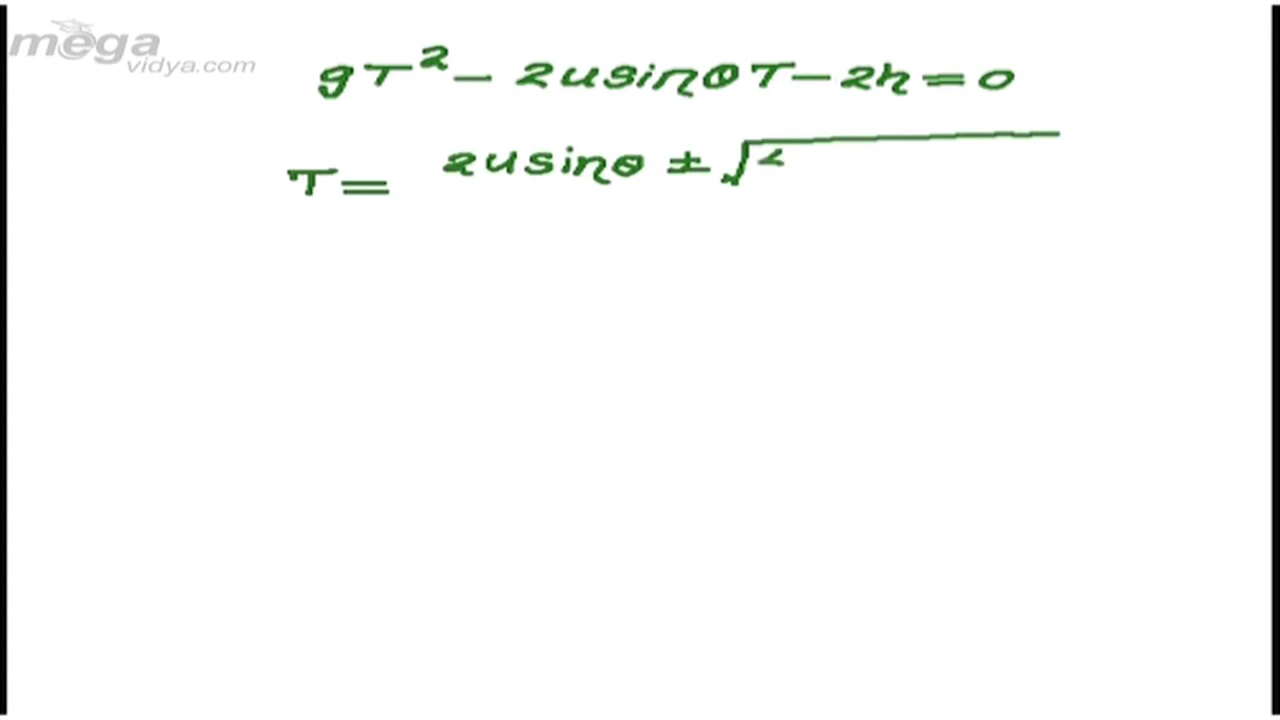 mega
vidya.com
gT² - 2usinθT - 2h = 0
T = 2usinθ ± √